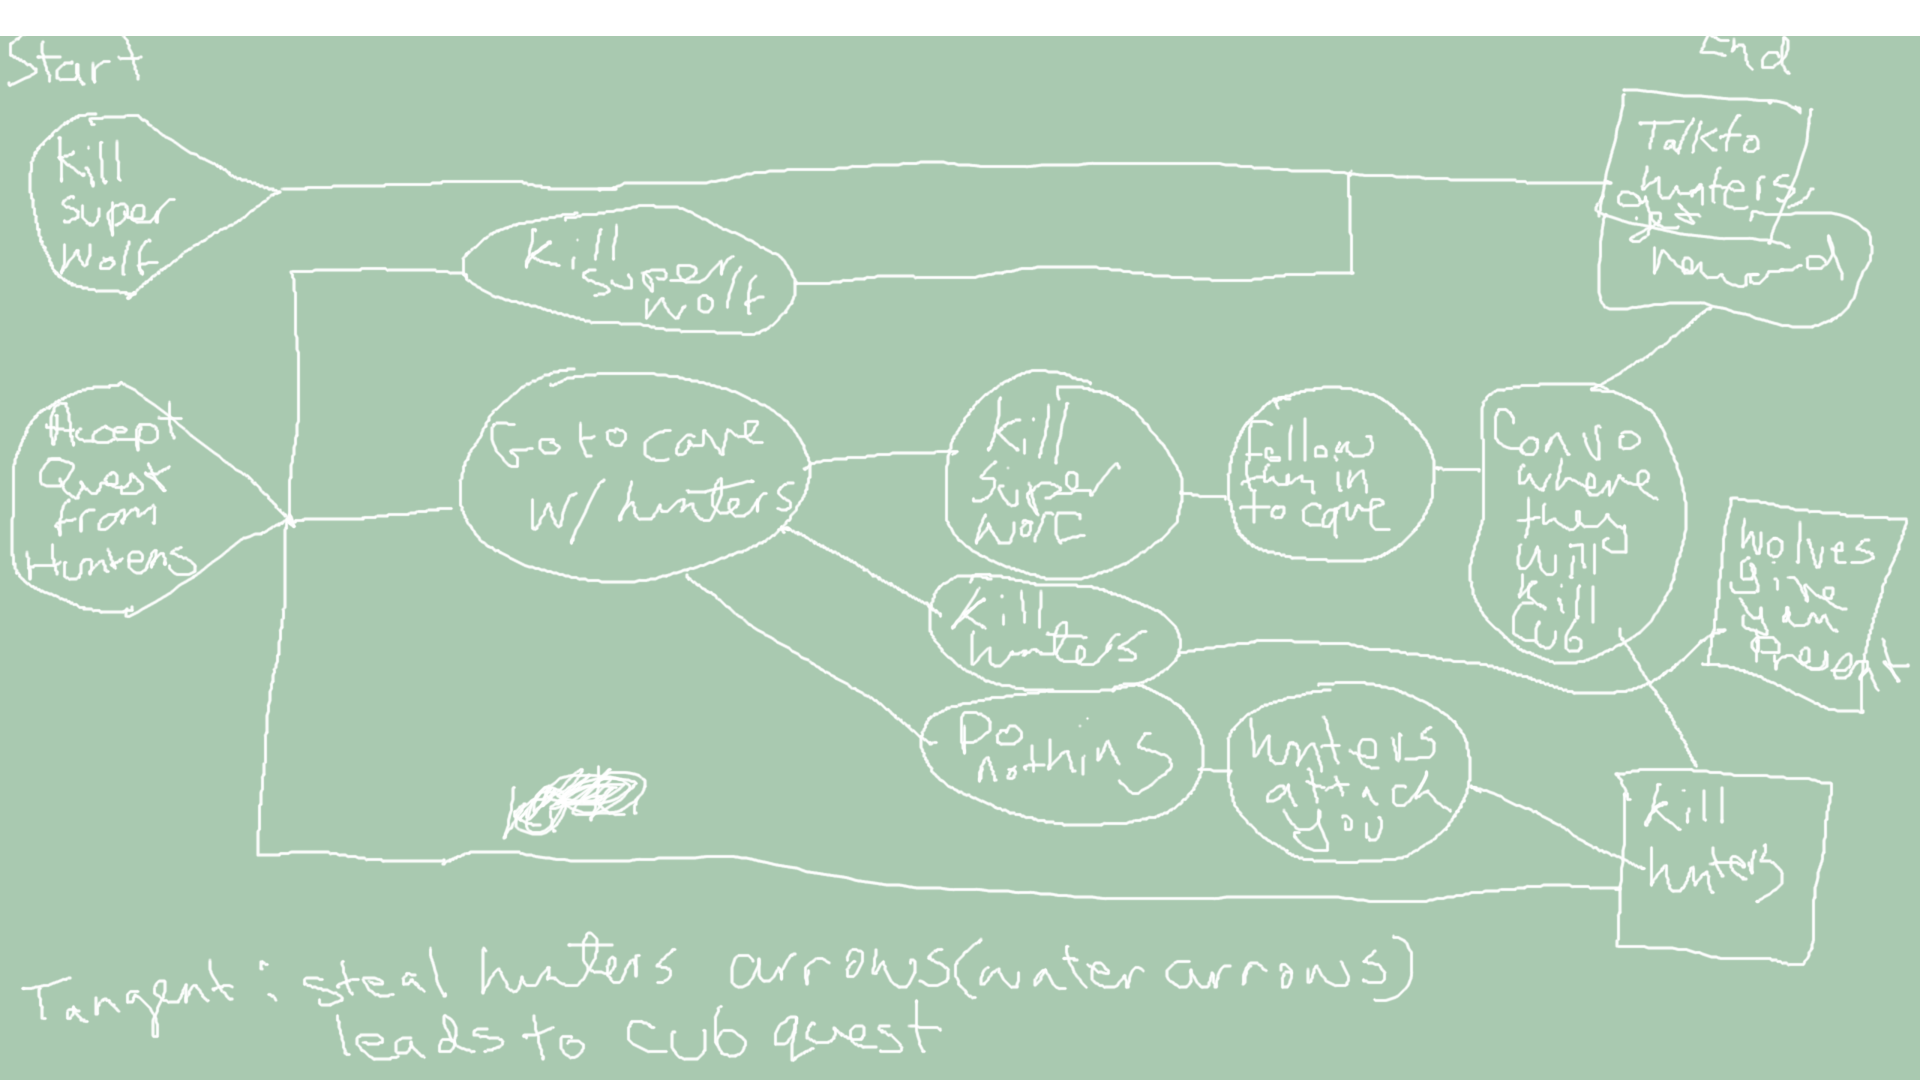 Start
End
Kill
super
Wolf
Talk to
hunters,
get
reward
Kill
super
wolf
Accept
Quest
from
Hunters
Go to cave
w/ hunters
Kill
super
wolf
Follow
them in
to cave
Convo
where
they
will
kill
cub
Wolves
give
you
Present
Kill
hunters
Do
nothing
hunters
attack
you
Kill
hunters
Tangent: steal hunters arrows (water arrows)
leads to cub quest